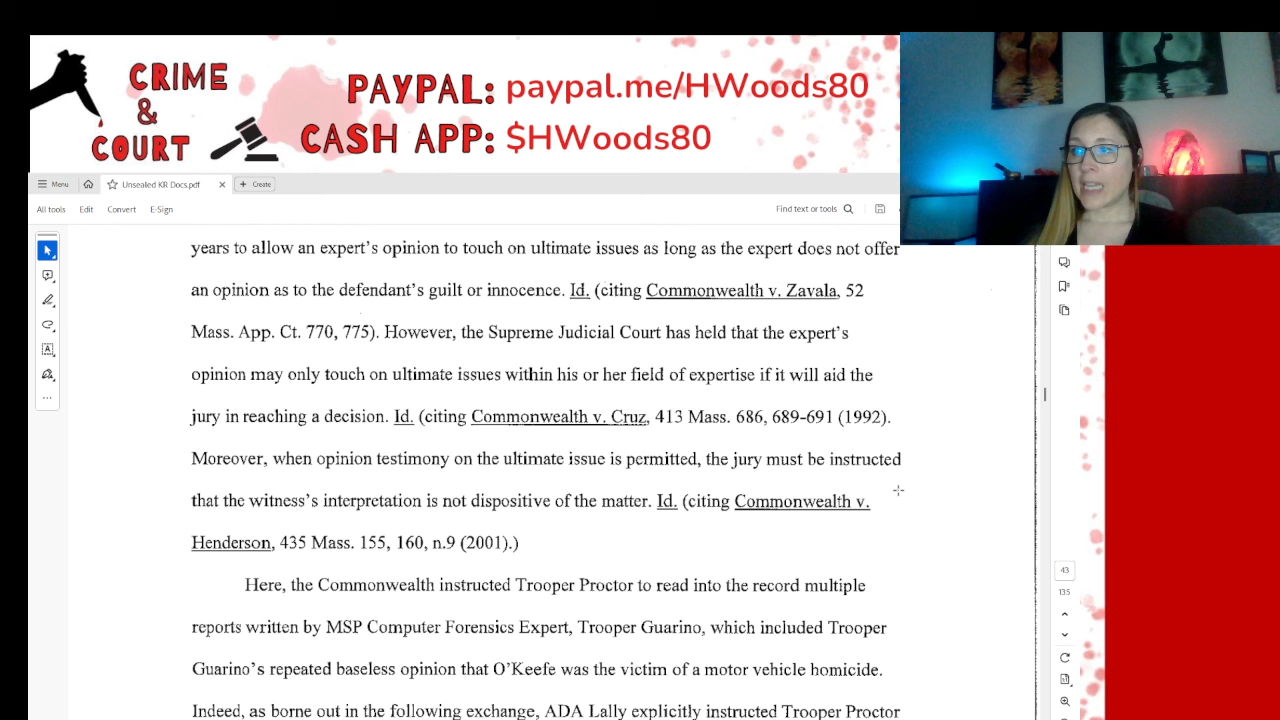 CRIME
&
COURT
PAYPAL: paypal.me/HWoods80
CASH APP: $HWoods80
Menu
Unsealed KR Docs.pdf
Create
All tools
Edit
Convert
E-Sign
Find text or tools
years to allow an expert's opinion to touch on ultimate issues as long as the expert does not offer
an opinion as to the defendant's guilt or innocence. Id. (citing Commonwealth v. Zavala, 52
Mass. App. Ct. 770, 775). However, the Supreme Judicial Court has held that the expert's
opinion may only touch on ultimate issues within his or her field of expertise if it will aid the
jury in reaching a decision. Id. (citing Commonwealth v. Cruz, 413 Mass. 686, 689-691 (1992).
Moreover, when opinion testimony on the ultimate issue is permitted, the jury must be instructed
that the witness's interpretation is not dispositive of the matter. Id. (citing Commonwealth v.
Henderson, 435 Mass. 155, 160, n.9 (2001).)
Here, the Commonwealth instructed Trooper Proctor to read into the record multiple
reports written by MSP Computer Forensics Expert, Trooper Guarino, which included Trooper
Guarino's repeated baseless opinion that O'Keefe was the victim of a motor vehicle homicide.
Indeed, as borne out in the following exchange, ADA Lally explicitly instructed Trooper Proctor
43
135